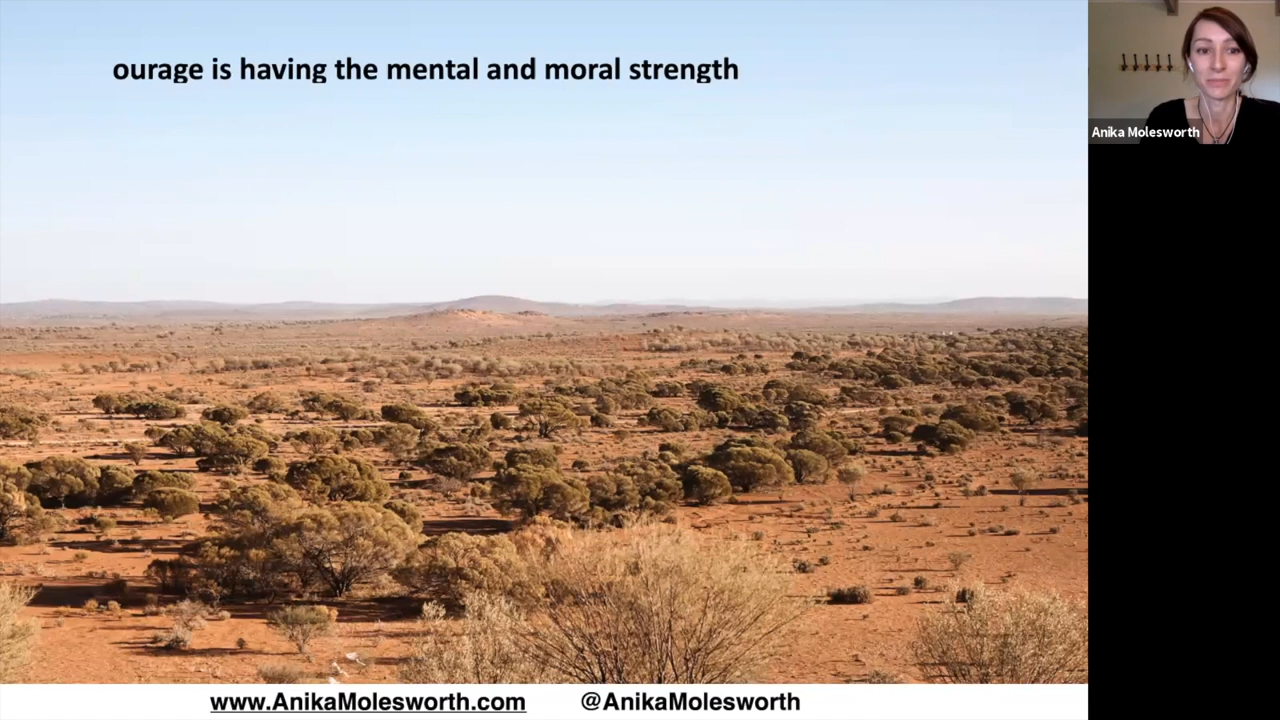 ourage is having the mental and moral strength
Anika Molesworth
www.AnikaMolesworth.com @AnikaMolesworth